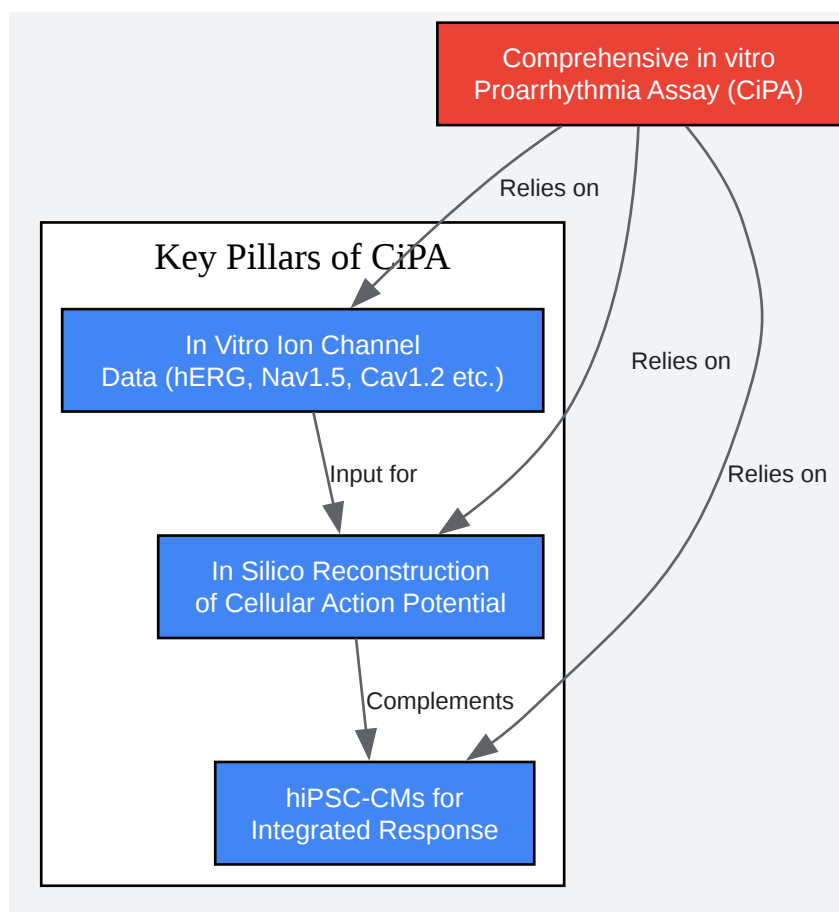 Comprehensive in vitro
Proarrhythmia Assay (CiPA)
Relies on
Key Pillars of CiPA
In Vitro Ion Channel
Data (hERG, Nav1.5, Cav1.2 etc.)
Relies on
Input for
Relies on
In Silico Reconstruction
of Cellular Action Potential
Complements
hiPSC-CMs for
Integrated Response